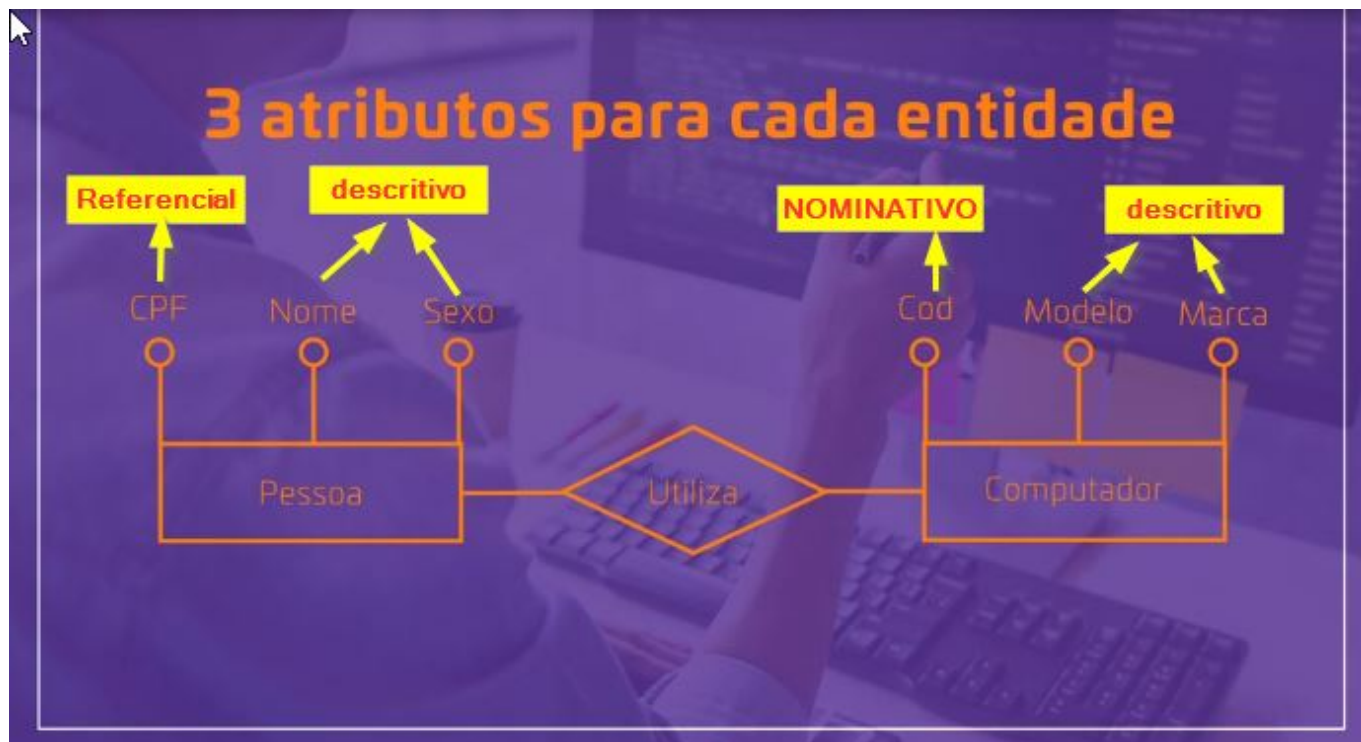 3 atributos para cada entidade
Referencial descritivo NOMINATIVO descritivo
CPF Nome Sexo Cod Modelo Marca
Pessoa Utiliza Computador